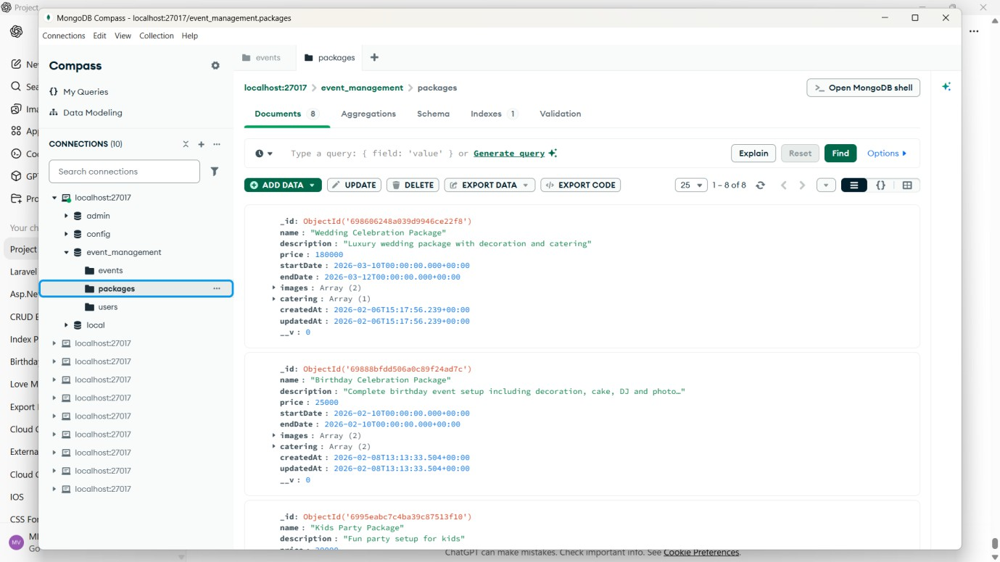 Project
MongoDB Compass - localhost:27017/event_management.packages
Connections Edit View Collection Help
Compass
My Queries
Data Modeling
CONNECTIONS (10)
Search connections
localhost:27017
admin
config
event_management
events
packages
users
local
localhost:27017
localhost:27017
localhost:27017
localhost:27017
localhost:27017
localhost:27017
localhost:27017
localhost:27017
localhost:27017
events packages
localhost:27017 > event_management > packages
>_ Open MongoDB shell
Documents 8 Aggregations Schema Indexes 1 Validation
Type a query: { field: 'value' } or Generate query
Explain Reset Find Options
ADD DATA UPDATE DELETE EXPORT DATA EXPORT CODE
25 1 – 8 of 8
_id: ObjectId('698606248a039d9946ce22f8')
name : "Wedding Celebration Package"
description : "Luxury wedding package with decoration and catering"
price : 180000
startDate : 2026-03-10T00:00:00.000+00:00
endDate : 2026-03-12T00:00:00.000+00:00
images : Array (2)
catering : Array (1)
createdAt : 2026-02-06T15:17:56.239+00:00
updatedAt : 2026-02-06T15:17:56.239+00:00
__v : 0
_id: ObjectId('69888bfdd506a0c89f24ad7c')
name : "Birthday Celebration Package"
description : "Complete birthday event setup including decoration, cake, DJ and photo…"
price : 25000
startDate : 2026-02-10T00:00:00.000+00:00
endDate : 2026-02-10T00:00:00.000+00:00
images : Array (2)
catering : Array (2)
createdAt : 2026-02-08T13:13:33.504+00:00
updatedAt : 2026-02-08T13:13:33.504+00:00
__v : 0
_id: ObjectId('6995eabc7c4ba39c87513f10')
name : "Kids Party Package"
description : "Fun party setup for kids"
Ne
Sea
Ima
App
Co
GP
Pro
Your ch
Project
Laravel
Asp.Ne
CRUD E
Index P
Birthda
Love M
Export
Cloud C
Externa
Cloud C
IOS
CSS For
MV
Go
ChatGPT can make mistakes. Check important info. See Cookie Preferences.